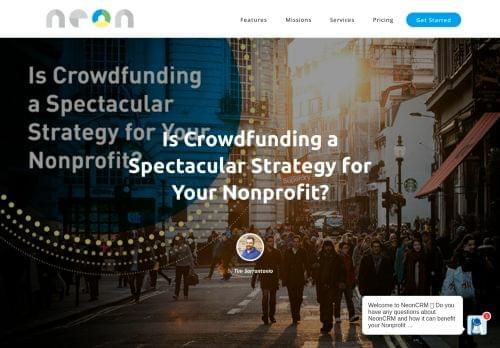 neon
Features
Missions
Services
Pricing
Get Started
Is Crowdfunding
a Spectacular
Strategy for Your
Nonprofit?
Is Crowdfunding a
Spectacular Strategy for
Your Nonprofit?
by Tim Sarrantonio
Welcome to NeonCRM Do you
have any questions about
NeonCRM and how it can benefit
your Nonprofit ...
1